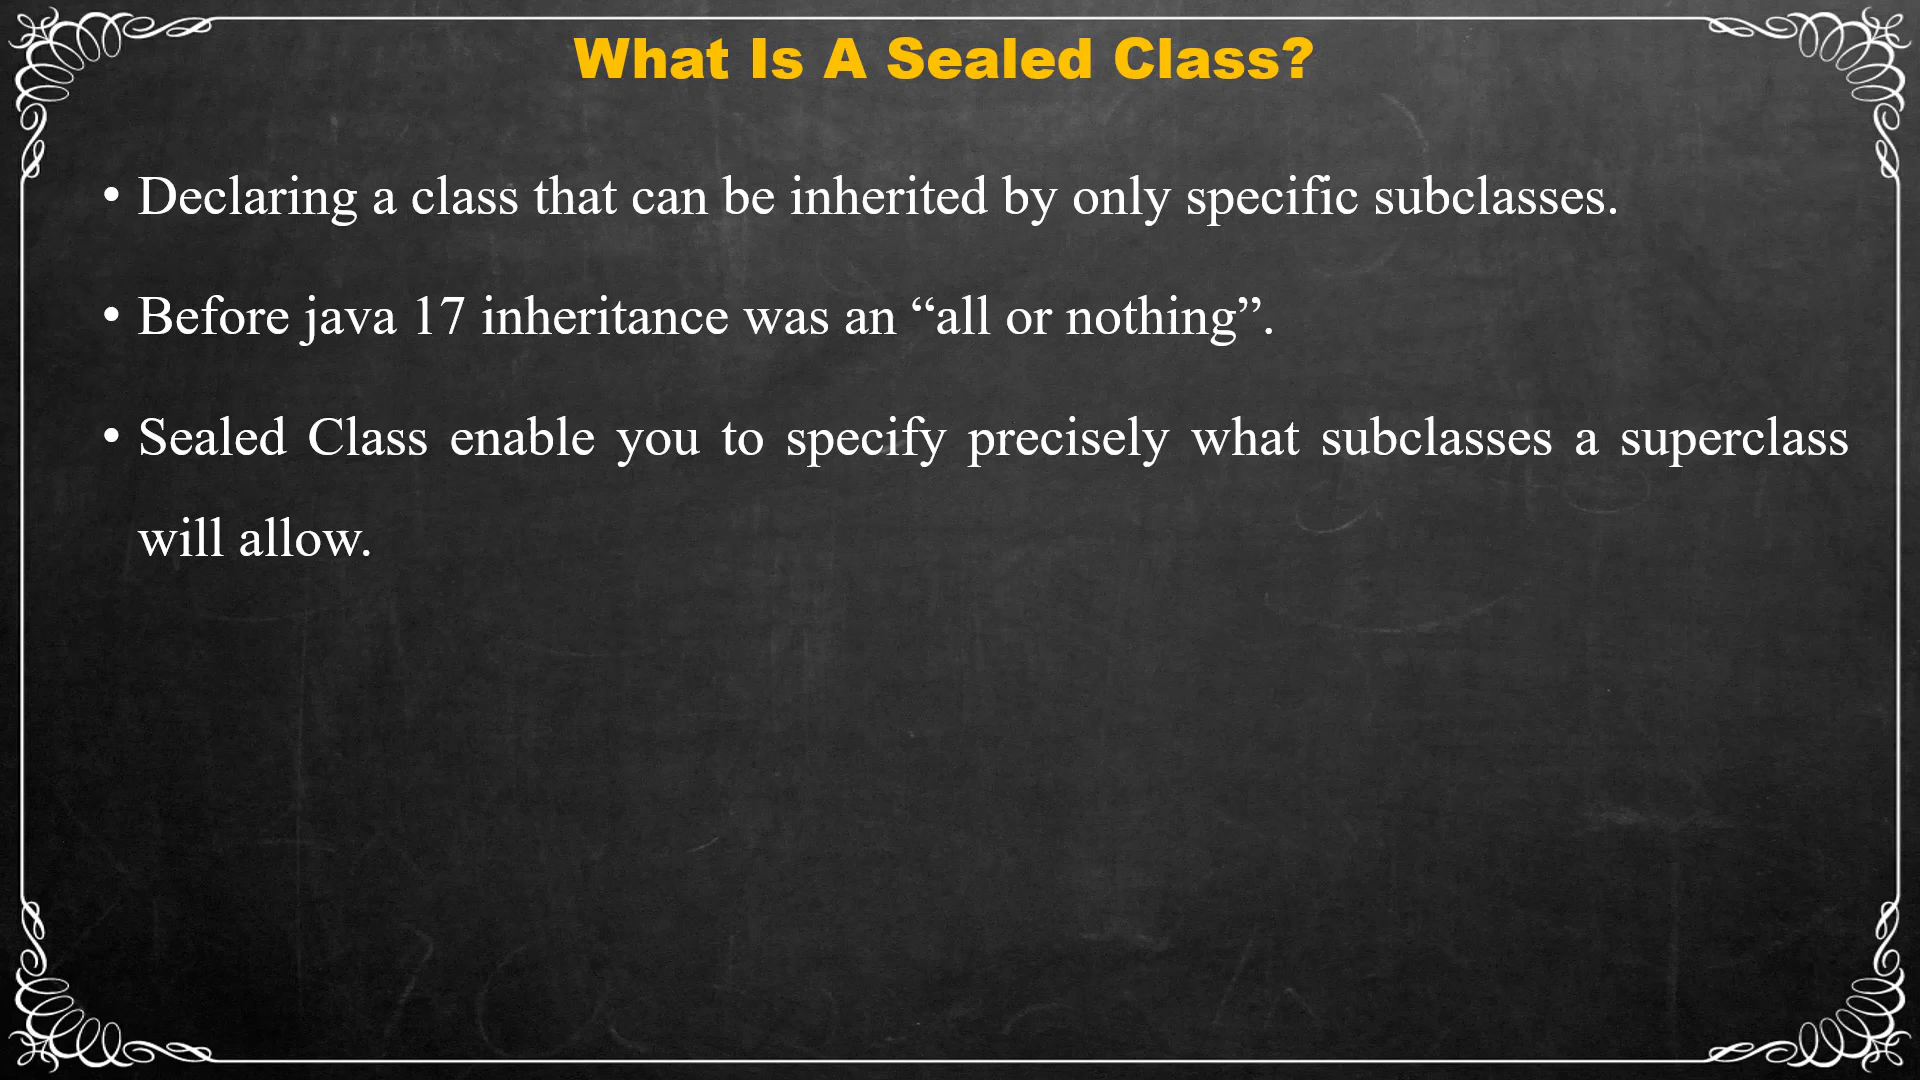 What Is A Sealed Class?
• Declaring a class that can be inherited by only specific subclasses.
• Before java 17 inheritance was an “all or nothing”.
• Sealed Class enable you to specify precisely what subclasses a superclass
will allow.